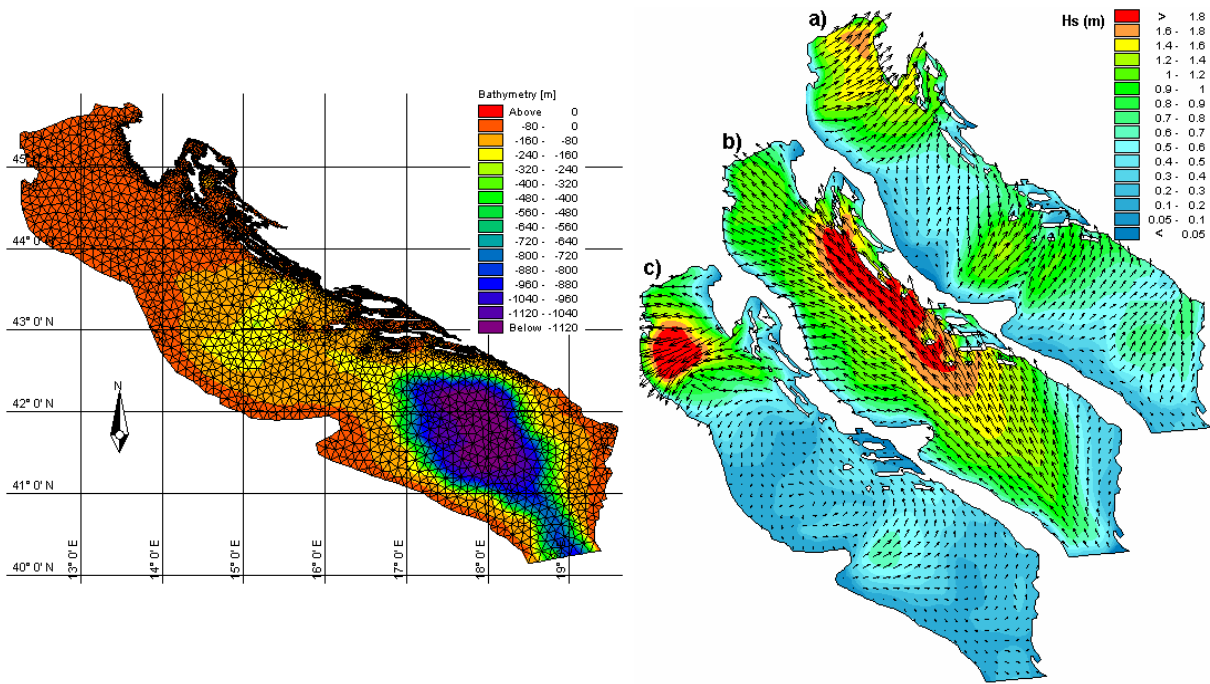 Bathymetry [m]
Above 0
-80 - 0
-160 - -80
-240 - -160
-320 - -240
-400 - -320
-480 - -400
-560 - -480
-640 - -560
-720 - -640
-800 - -720
-880 - -800
-960 - -880
-1040 - -960
-1120 - -1040
Below -1120
45° 0' N
44° 0' N
43° 0' N
42° 0' N
41° 0' N
40° 0' N
13° 0' E
14° 0' E
15° 0' E
16° 0' E
17° 0' E
18° 0' E
19° 0' E
N
a)
b)
c)
Hs (m)
> 1.8
1.6 - 1.8
1.4 - 1.6
1.2 - 1.4
1 - 1.2
0.9 - 1
0.8 - 0.9
0.7 - 0.8
0.6 - 0.7
0.5 - 0.6
0.4 - 0.5
0.3 - 0.4
0.2 - 0.3
0.1 - 0.2
0.05 - 0.1
< 0.05